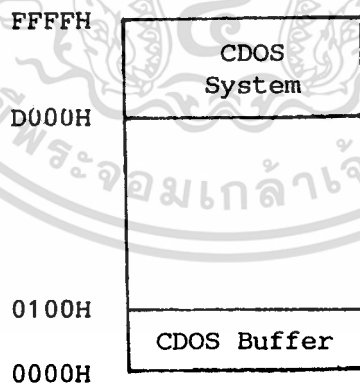 FFFFH
CDOS
System
D000H
0100H
CDOS Buffer
0000H